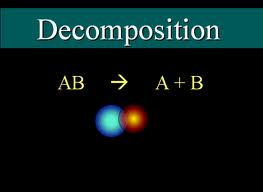 Decomposition
AB → A + B